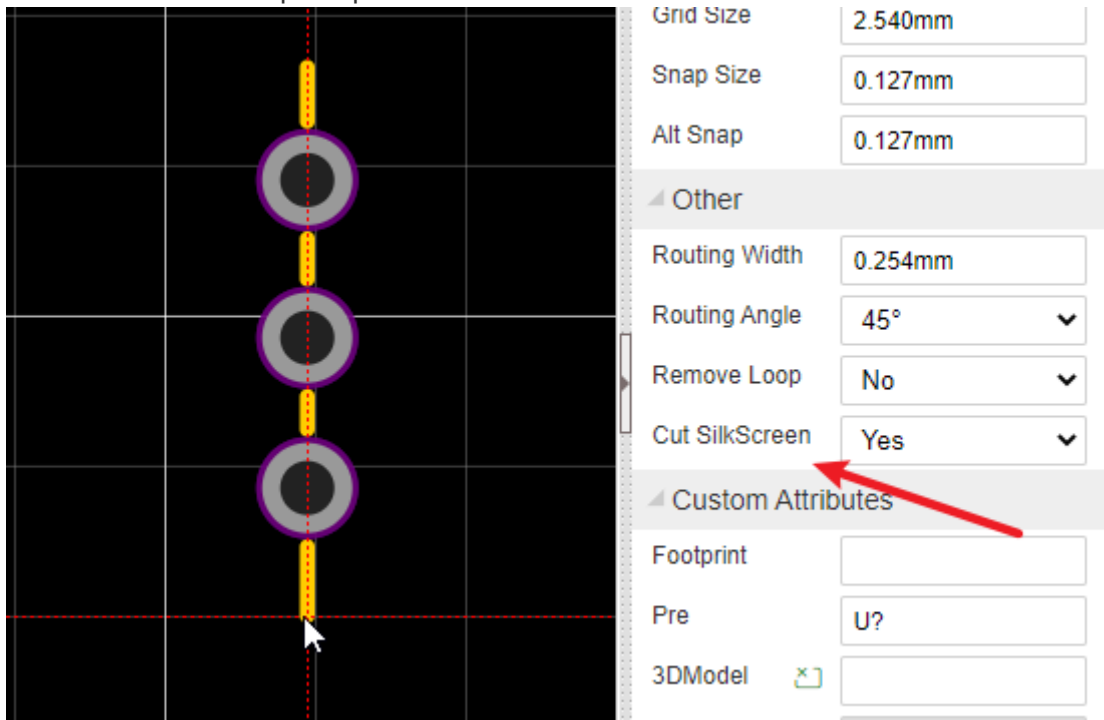 Grid Size 2.540mm
Snap Size 0.127mm
Alt Snap 0.127mm
Other
Routing Width 0.254mm
Routing Angle 45°
Remove Loop No
Cut SilkScreen Yes
Custom Attributes
Footprint
Pre U?
3DModel